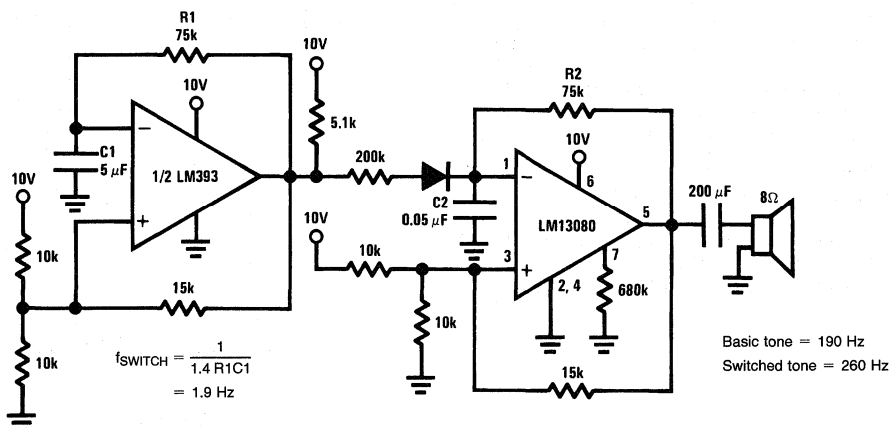 R1
75k
10V
10V
5.1k
C1
5 μF
1/2 LM393
−
+
10V
10k
10k
15k
fSWITCH = 1
1.4 R1C1
= 1.9 Hz
200k
R2
75k
10V
6
1
−
C2
0.05 μF
LM13080
5
200 μF
8Ω
10V
10k
3
+
7
2, 4
680k
10k
15k
Basic tone = 190 Hz
Switched tone = 260 Hz